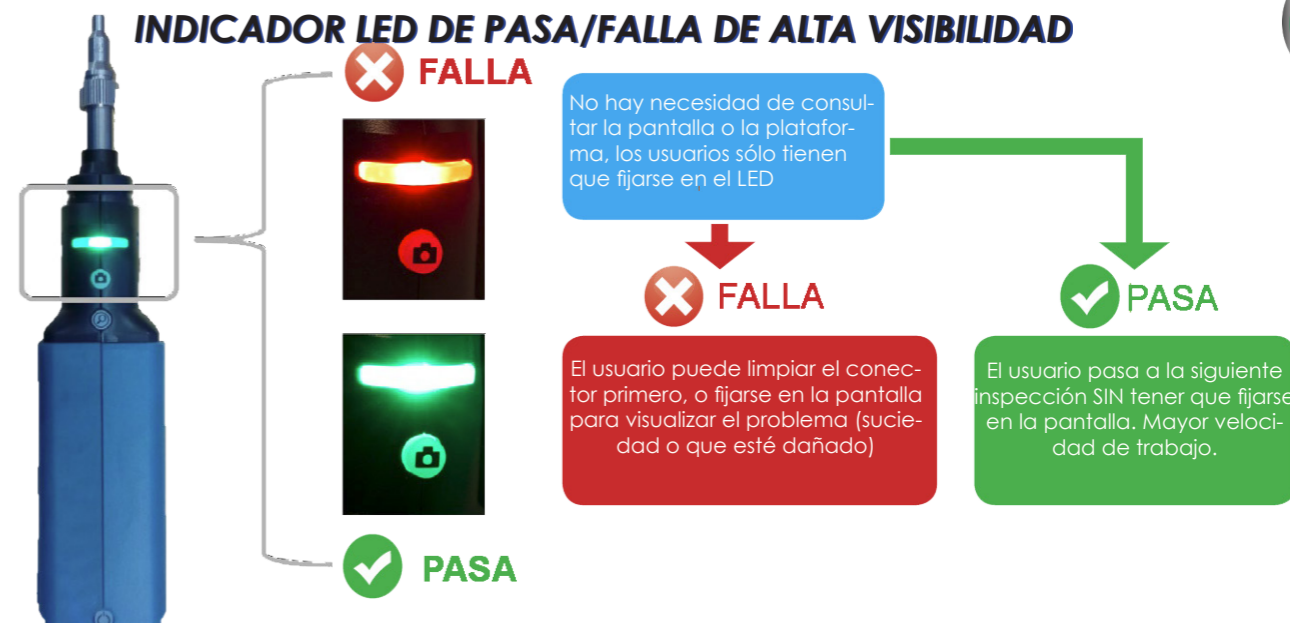 INDICADOR LED DE PASA/FALLA DE ALTA VISIBILIDAD
FALLA
No hay necesidad de consul-
tar la pantalla o la platafor-
ma, los usuarios sólo tienen
que fijarse en el LED
FALLA
PASA
El usuario puede limpiar el conec-
tor primero, o fijarse en la pantalla
para visualizar el problema (sucie-
dad o que esté dañado)
El usuario pasa a la siguiente
inspección SIN tener que fijarse
en la pantalla. Mayor veloci-
dad de trabajo.
PASA